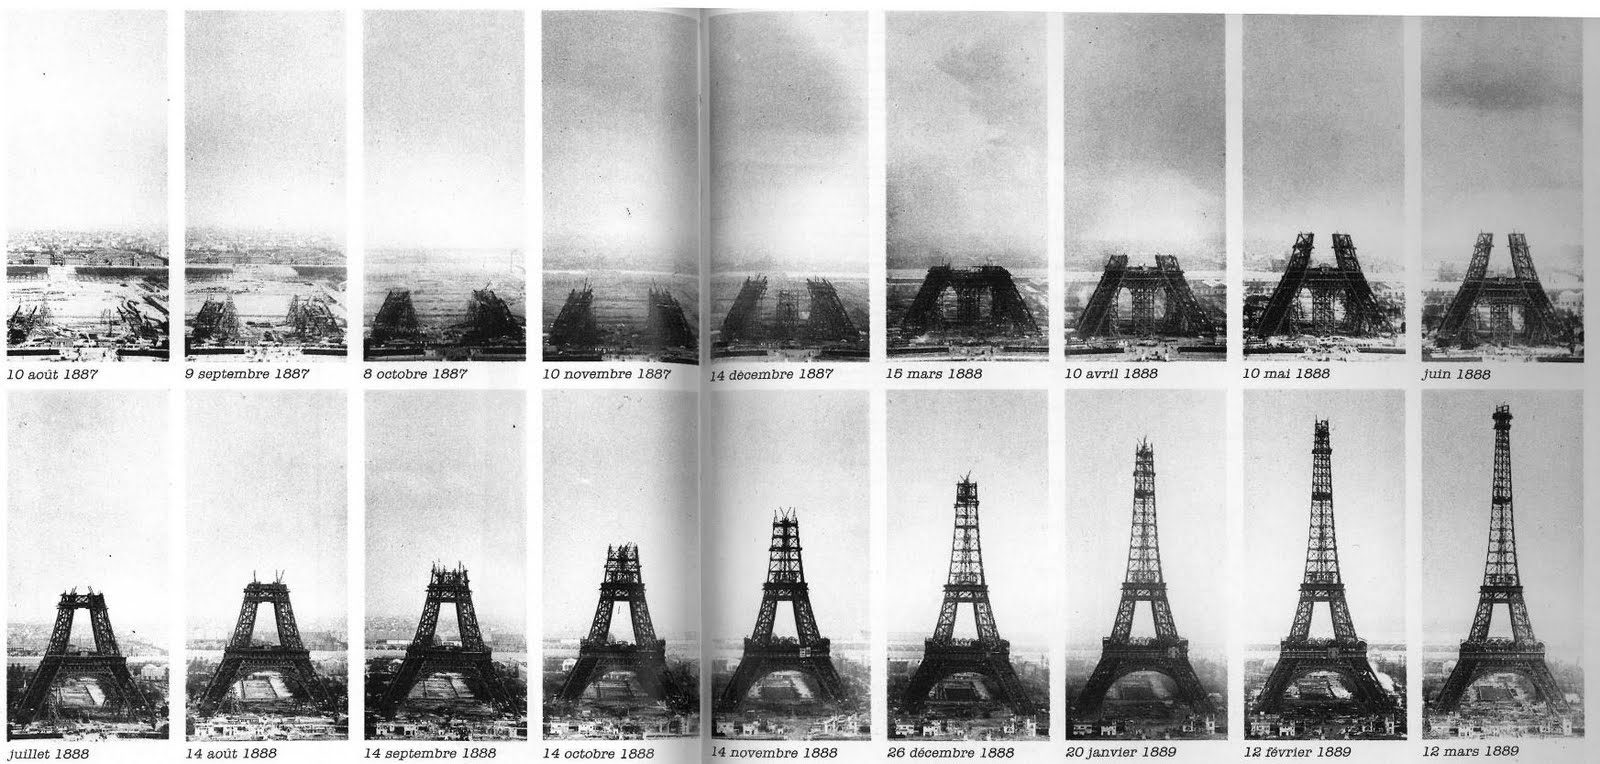 10 août 1887
9 septembre 1887
8 octobre 1887
10 novembre 1887
14 décembre 1887
15 mars 1888
10 avril 1888
10 mai 1888
juin 1888
juillet 1888
14 août 1888
14 septembre 1888
14 octobre 1888
14 novembre 1888
26 décembre 1888
20 janvier 1889
12 février 1889
12 mars 1889